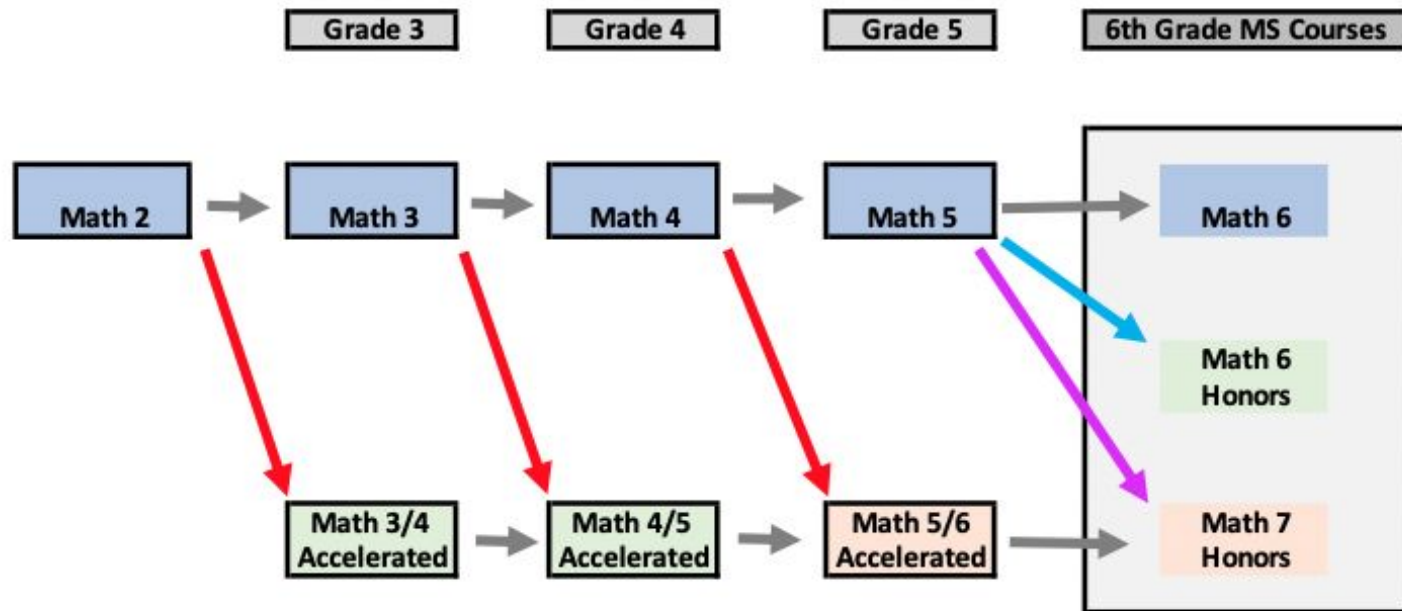 Grade 3
Grade 4
Grade 5
6th Grade MS Courses
Math 2
Math 3
Math 4
Math 5
Math 6
Math 6
Honors
Math 3/4
Accelerated
Math 4/5
Accelerated
Math 5/6
Accelerated
Math 7
Honors